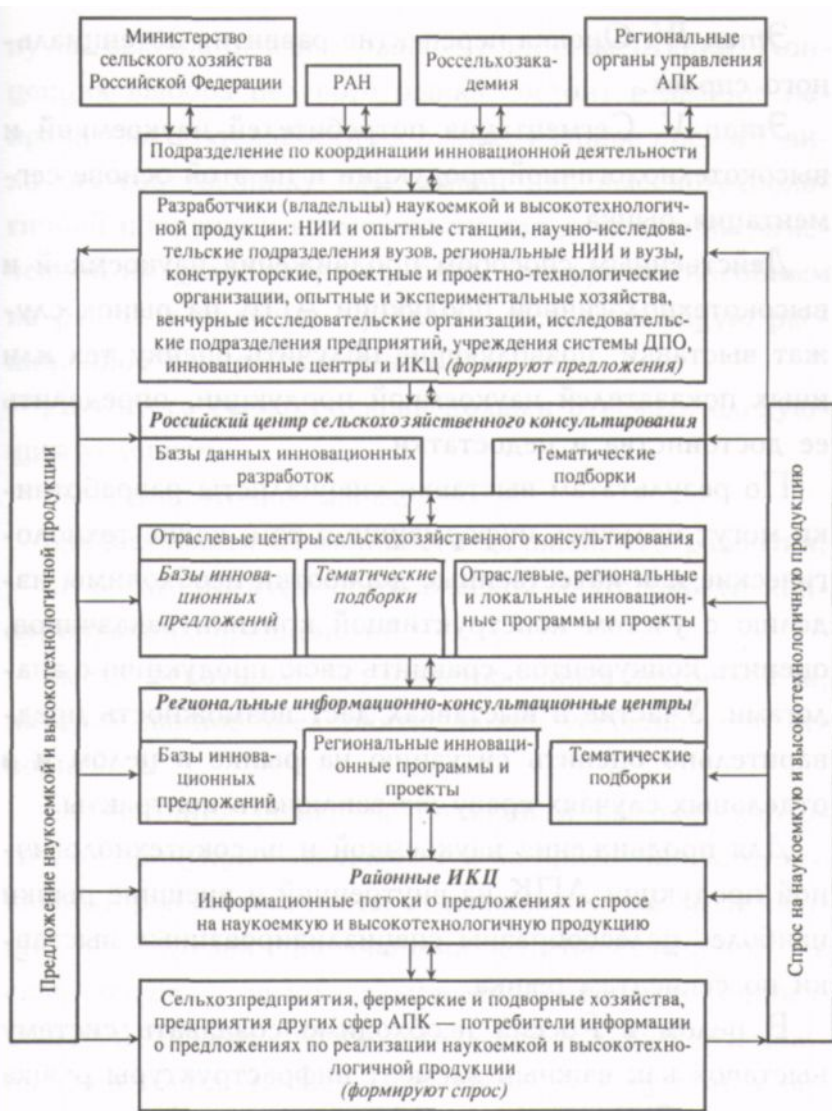 Министерство
сельского хозяйства
Российской Федерации
РАН
Россельхозака-
демия
Региональные
органы управления
АПК
Подразделение по координации инновационной деятельности
Разработчики (владельцы) наукоемкой и высокотехнологич-
ной продукции: НИИ и опытные станции, научно-исследова-
тельские подразделения вузов, региональные НИИ и вузы,
конструкторские, проектные и проектно-технологические
организации, опытные и экспериментальные хозяйства,
венчурные исследовательские организации, исследовательс-
кие подразделения предприятий, учреждения системы ДПО,
инновационные центры и ИКЦ (формируют предложения)
Предложение наукоемкой и высокотехнологичной продукции
Российский центр сельскохозяйственного консультирования
Базы данных инновационных
разработок
Тематические
подборки
Отраслевые центры сельскохозяйственного консультирования
Базы иннова-
ционных
предложений
Тематические
подборки
Отраслевые, региональные
и локальные инновацион-
ные программы и проекты
Региональные информационно-консультационные центры
Базы иннова-
ционных
предложений
Региональные инноваци-
онные программы и
проекты
Тематические
подборки
Районные ИКЦ
Информационные потоки о предложениях и спросе
на наукоемкую и высокотехнологичную продукцию
Сельхозпредприятия, фермерские и подворные хозяйства,
предприятия других сфер АПК — потребители информации
о предложениях по реализации наукоемкой и высокотехно-
логичной продукции
(формируют спрос)
Спрос на наукоемкую и высокотехнологичную продукцию